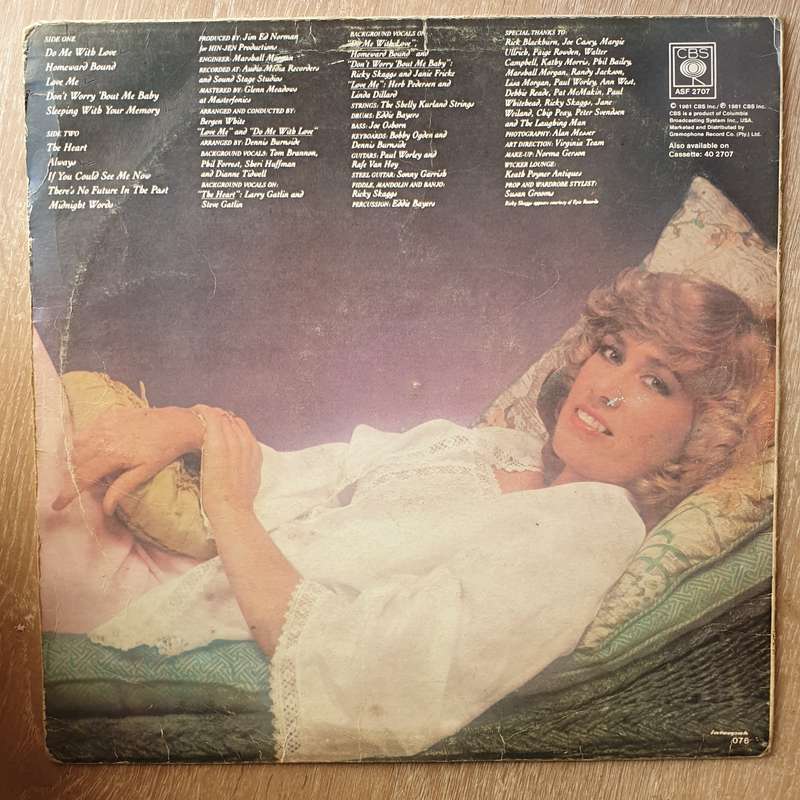 SIDE ONE
Do Me With Love
Homeward Bound
Love Me
Don't Worry 'Bout Me Baby
Sleeping With Your Memory
SIDE TWO
The Heart
Always
If You Could See Me Now
There's No Future In The Past
Midnight Words
PRODUCED BY: Jim Ed Norman
for HIN-JEN Productions
ENGINEER: Marshall Morgan
RECORDED AT: Audio Media Recorders
and Sound Stage Studios
MASTERED BY: Glenn Meadows
at Masterfonics
ARRANGED AND CONDUCTED BY:
Bergen White
"Love Me" and "Do Me With Love"
ARRANGED BY: Dennis Burnside
BACKGROUND VOCALS: Tom Brannon,
Phil Forrest, Sheri Huffman
and Dianne Tidwell
BACKGROUND VOCALS ON:
"The Heart": Larry Gatlin and
Steve Gatlin
BACKGROUND VOCALS ON
"Do Me With Love"
"Homeward Bound" and
"Don't Worry 'Bout Me Baby":
Ricky Skaggs and Janie Fricke
"Love Me": Herb Pedersen and
Linda Dillard
STRINGS: The Shelly Kurland Strings
DRUMS: Eddie Bayers
BASS: Joe Osborn
KEYBOARDS: Bobby Ogden and
Dennis Burnside
GUITARS: Paul Worley and
Rafe Van Hoy
STEEL GUITAR: Sonny Garrish
FIDDLE, MANDOLIN AND BANJO:
Ricky Skaggs
PERCUSSION: Eddie Bayers
SPECIAL THANKS TO:
Rick Blackburn, Joe Casey, Margie
Ullrich, Paige Rowden, Walter
Campbell, Kathy Morris, Phil Bailey,
Marshall Morgan, Randy Jackson,
Lisa Morgan, Paul Worley, Ann West,
Debbie Reade, Pat McMakin, Paul
Whitehead, Ricky Skaggs, Jane
Weiland, Chip Peay, Peter Svendsen
and The Laughing Man
PHOTOGRAPHY: Alan Messer
ART DIRECTION: Virginia Team
MAKE-UP: Norma Gerson
WICKER LOUNGE:
Keath Poyner Antiques
PROP AND WARDROBE STYLIST:
Susan Groome
Ricky Skaggs appears courtesy of Epic Records
CBS
ASF 2707
© 1981 CBS Inc./ ℗ 1981 CBS Inc.
CBS is a product of Columbia
Broadcasting System Inc., USA.
Marketed and Distributed by
Gramophone Record Co. (Pty.) Ltd.
Also available on
Cassette: 40 2707
076